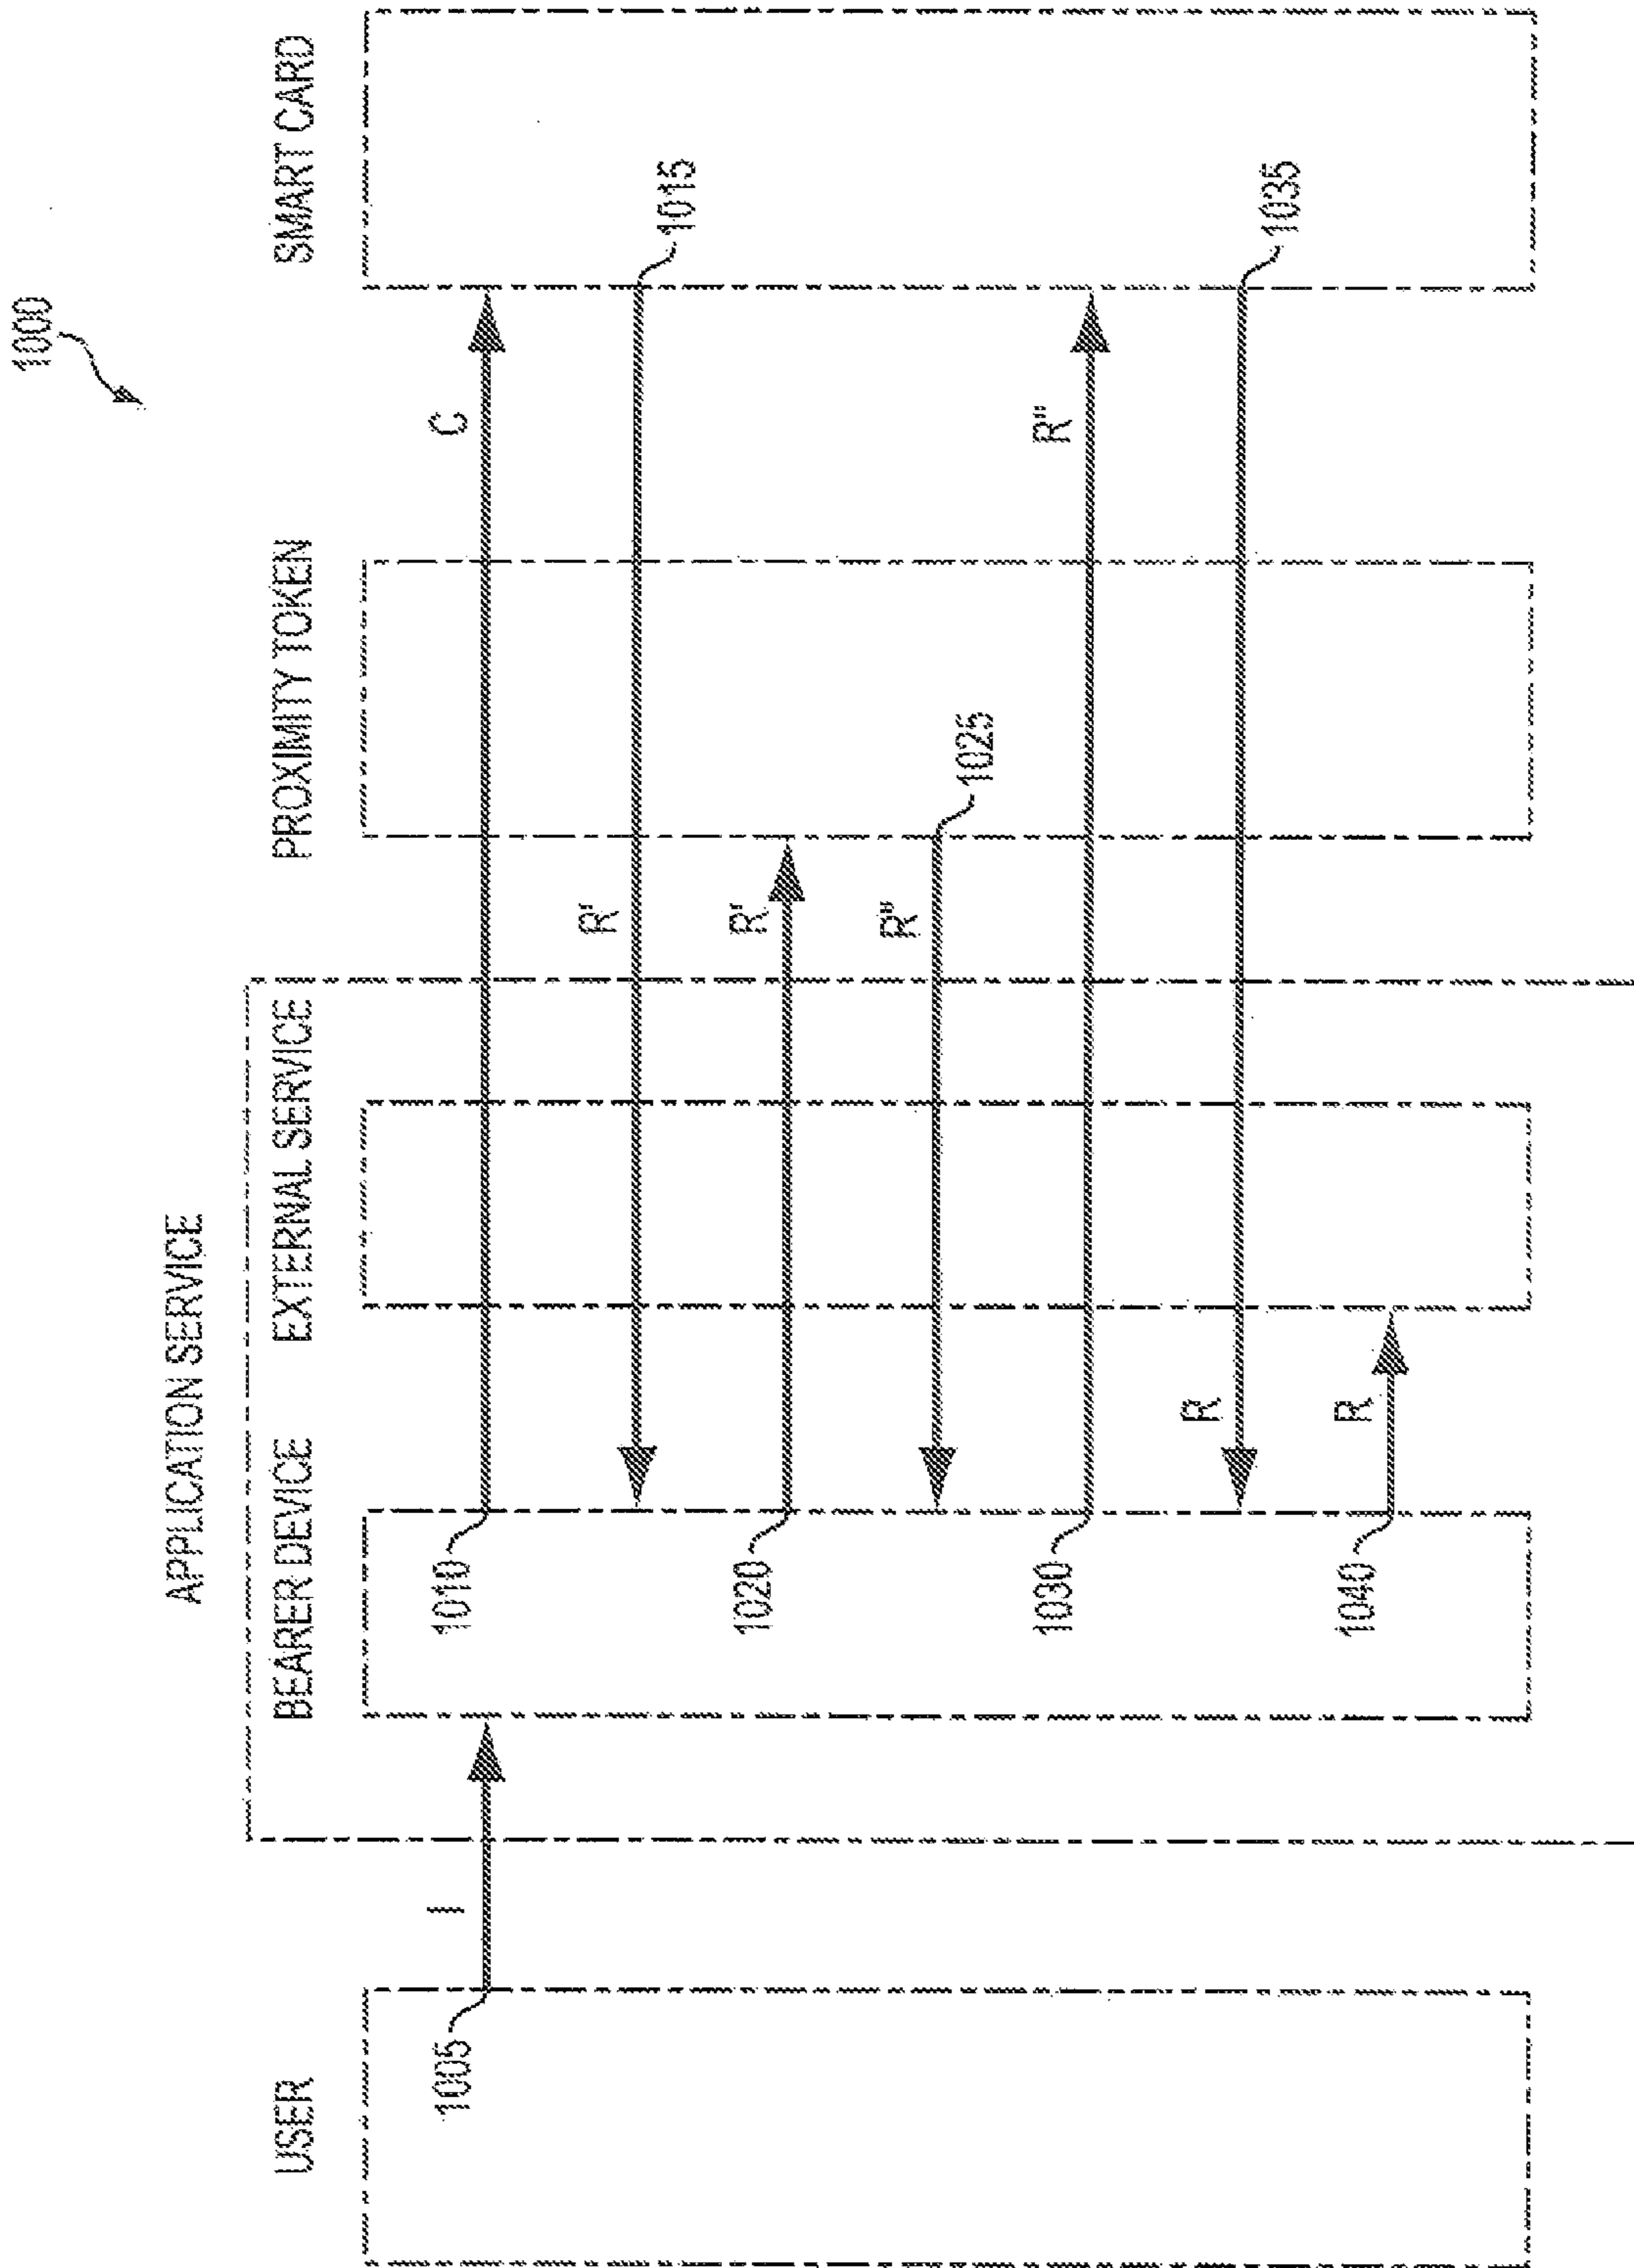 1000
APPLICATION SERVICE
USER
BEARER DEVICE
EXTERNAL SERVICE
PROXIMITY TOKEN
SMART CARD
1005
I
1010
C
R'
1015
1020
R'
R"
1025
1030
R"
R
1035
1040
R